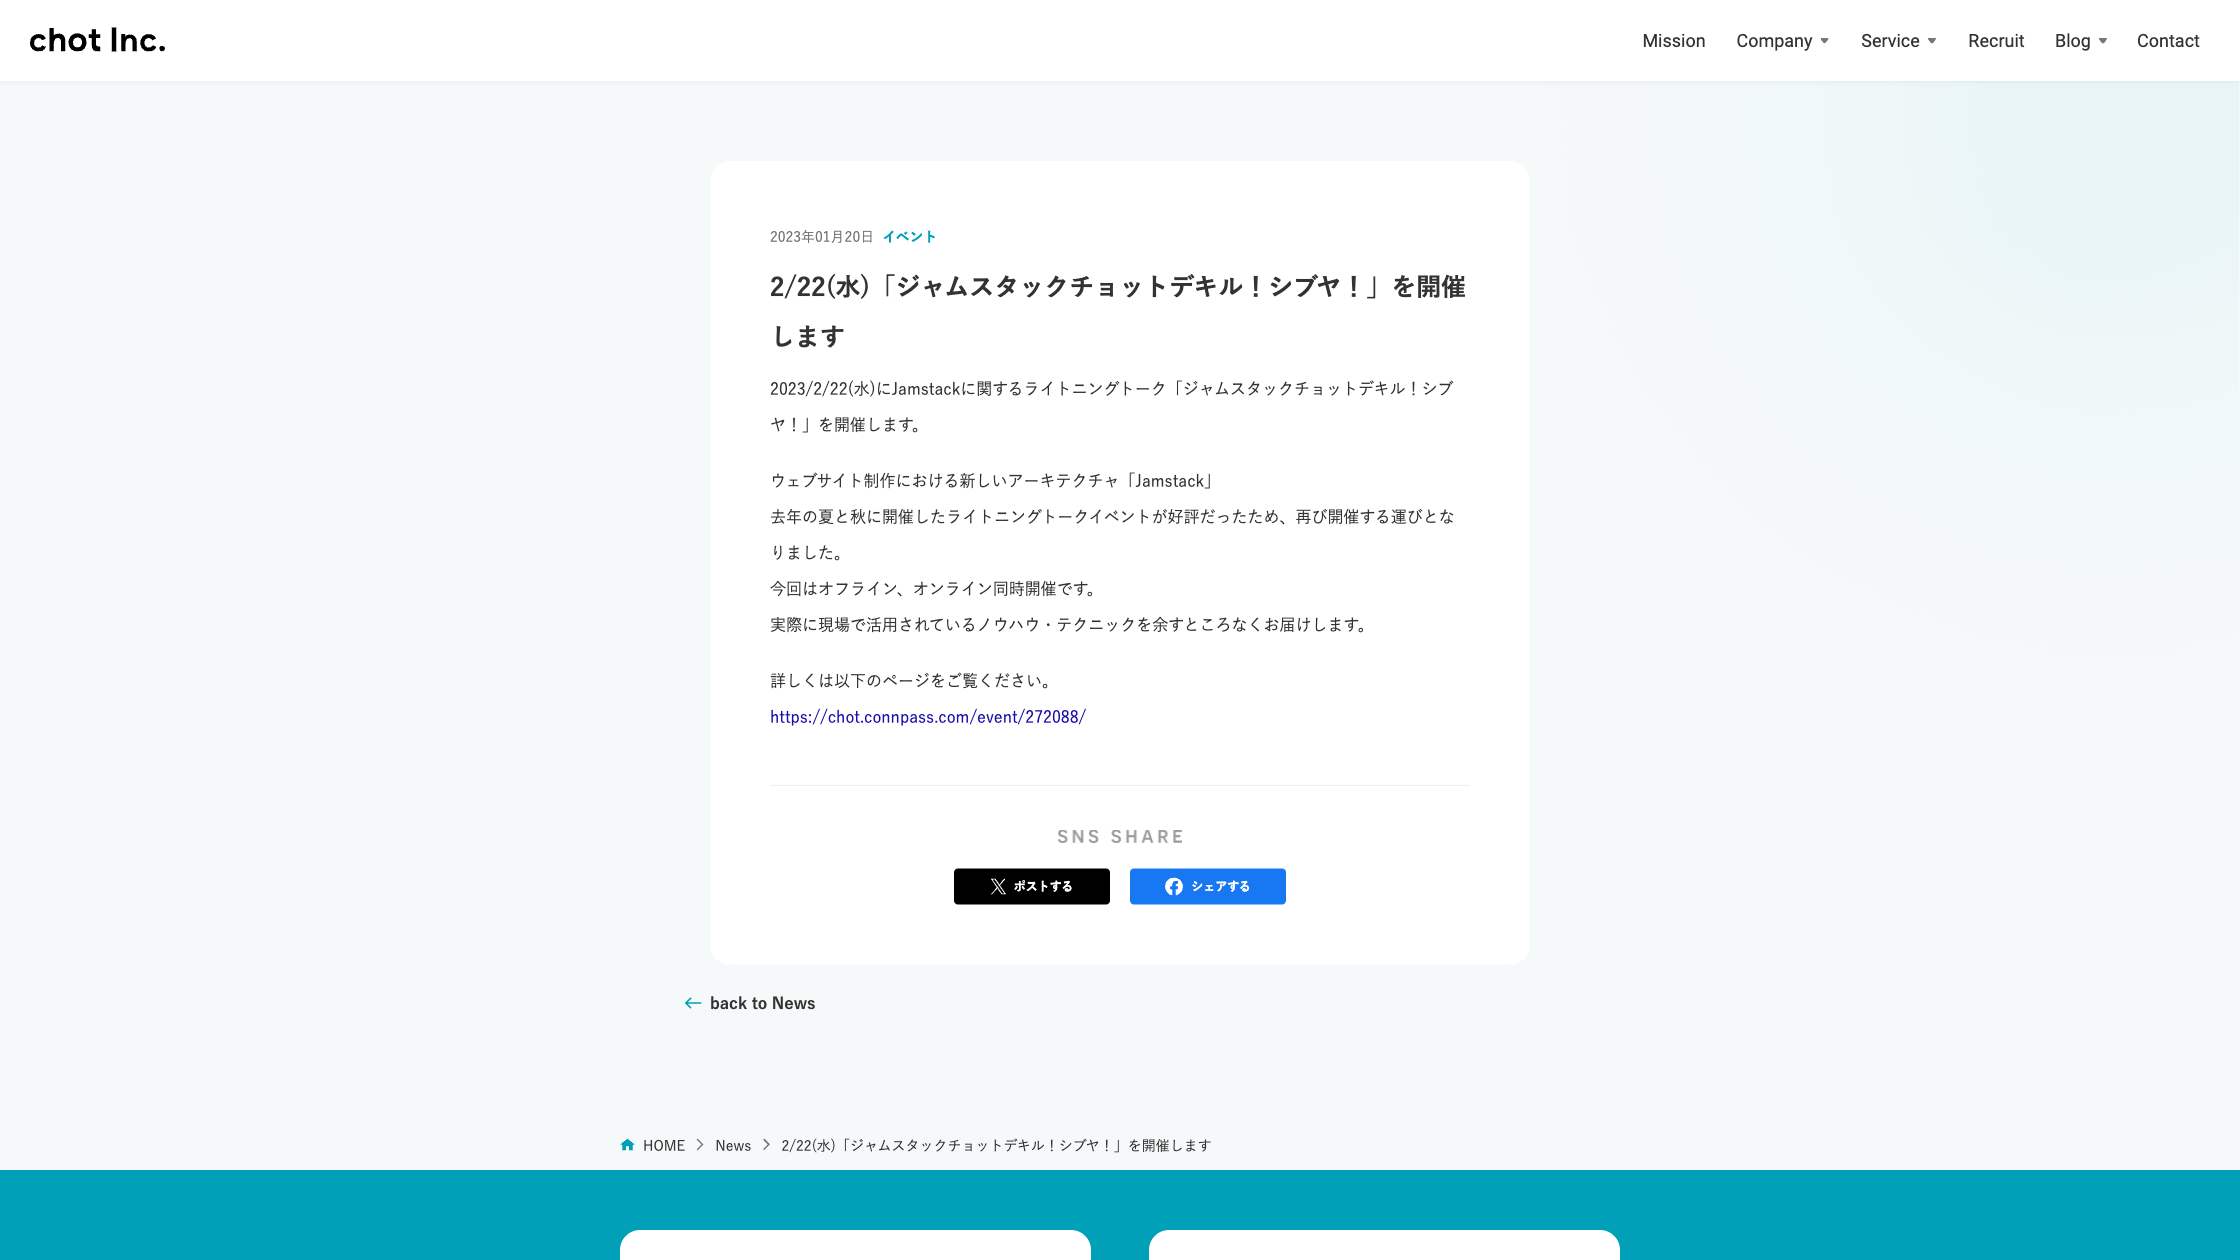 chot Inc.
Mission
Company
Service
Recruit
Blog
Contact
2023年01月20日 イベント
2/22(水)「ジャムスタックチョットデキル！シブヤ！」を開催
します
2023/2/22(水)にJamstackに関するライトニングトーク「ジャムスタックチョットデキル！シブ
ヤ！」を開催します。
ウェブサイト制作における新しいアーキテクチャ「Jamstack」
去年の夏と秋に開催したライトニングトークイベントが好評だったため、再び開催する運びとな
りました。
今回はオフライン、オンライン同時開催です。
実際に現場で活用されているノウハウ・テクニックを余すところなくお届けします。
詳しくは以下のページをご覧ください。
https://chot.connpass.com/event/272088/
SNS SHARE
ポストする
シェアする
back to News
HOME
News
2/22(水)「ジャムスタックチョットデキル！シブヤ！」を開催します